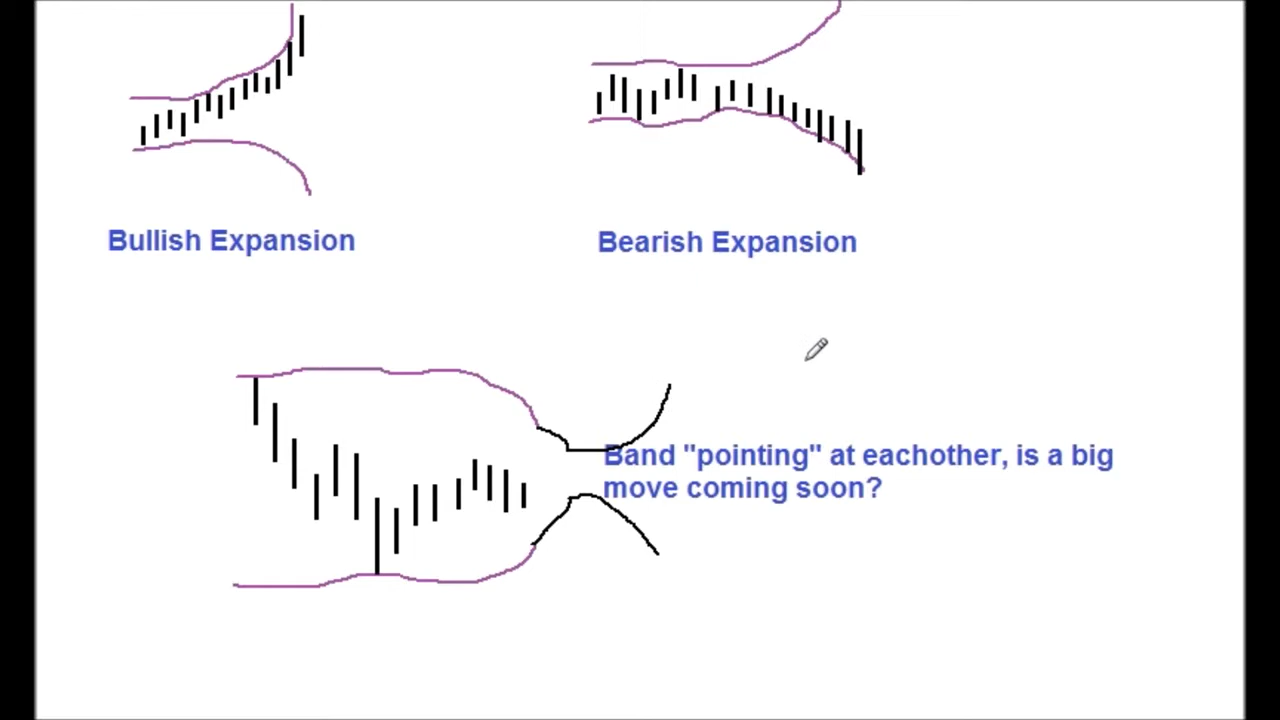 Bullish Expansion
Bearish Expansion
Band "pointing" at eachother, is a big
move coming soon?